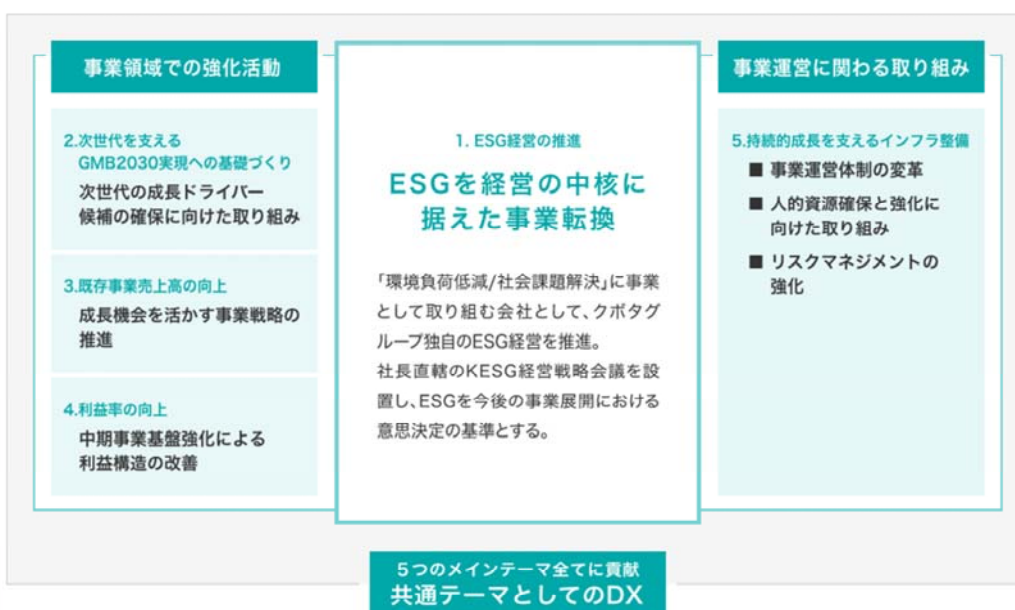 事業領域での強化活動
2.次世代を支える
GMB2030実現への基礎づくり
次世代の成長ドライバー
候補の確保に向けた取り組み
3.既存事業売上高の向上
成長機会を活かす事業戦略の
推進
4.利益率の向上
中期事業基盤強化による
利益構造の改善
1. ESG経営の推進
ESGを経営の中核に
据えた事業転換
「環境負荷低減/社会課題解決」に事業
として取り組む会社として、クボタグ
ループ独自のESG経営を推進。
社長直轄のKESG経営戦略会議を設
置し、ESGを今後の事業展開における
意思決定の基準とする。
事業運営に関わる取り組み
5.持続的成長を支えるインフラ整備
■ 事業運営体制の変革
■ 人的資源確保と強化に
向けた取り組み
■ リスクマネジメントの
強化
5つのメインテーマ全てに貢献
共通テーマとしてのDX